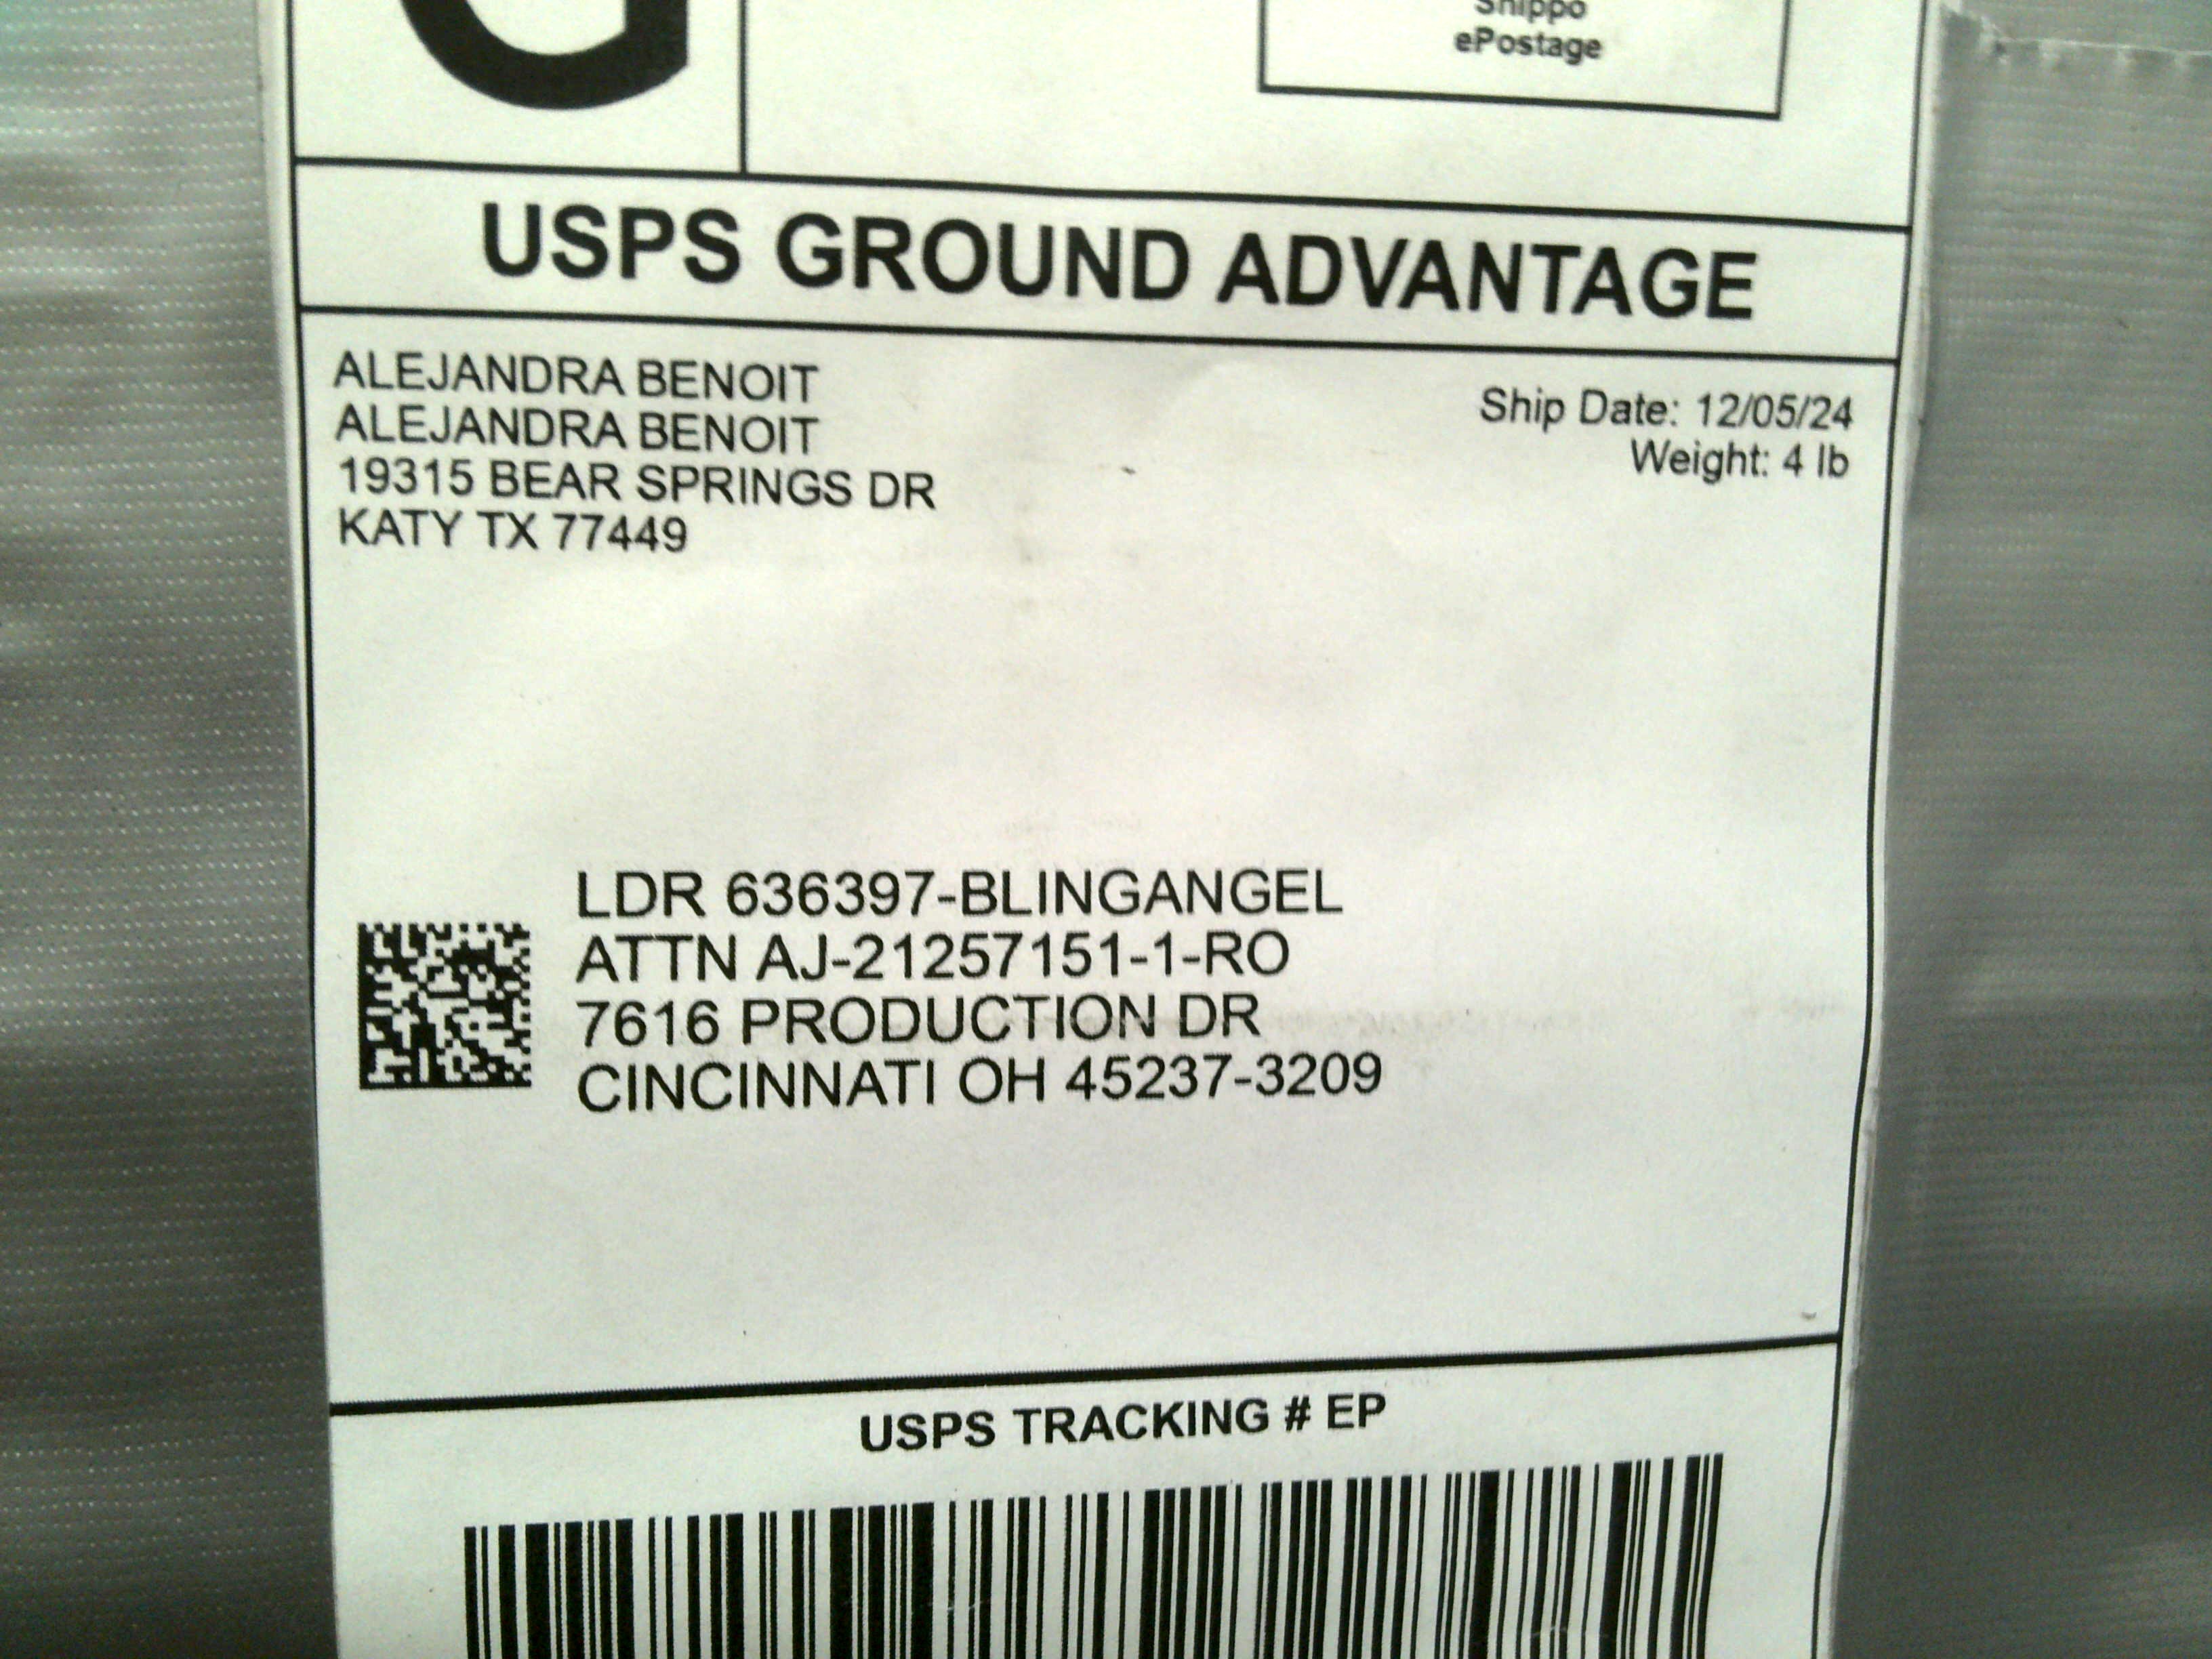 G
Shippo
ePostage
USPS GROUND ADVANTAGE
ALEJANDRA BENOIT
ALEJANDRA BENOIT
19315 BEAR SPRINGS DR
KATY TX 77449
Ship Date: 12/05/24
Weight: 4 lb
LDR 636397-BLINGANGEL
ATTN AJ-21257151-1-RO
7616 PRODUCTION DR
CINCINNATI OH 45237-3209
USPS TRACKING # EP